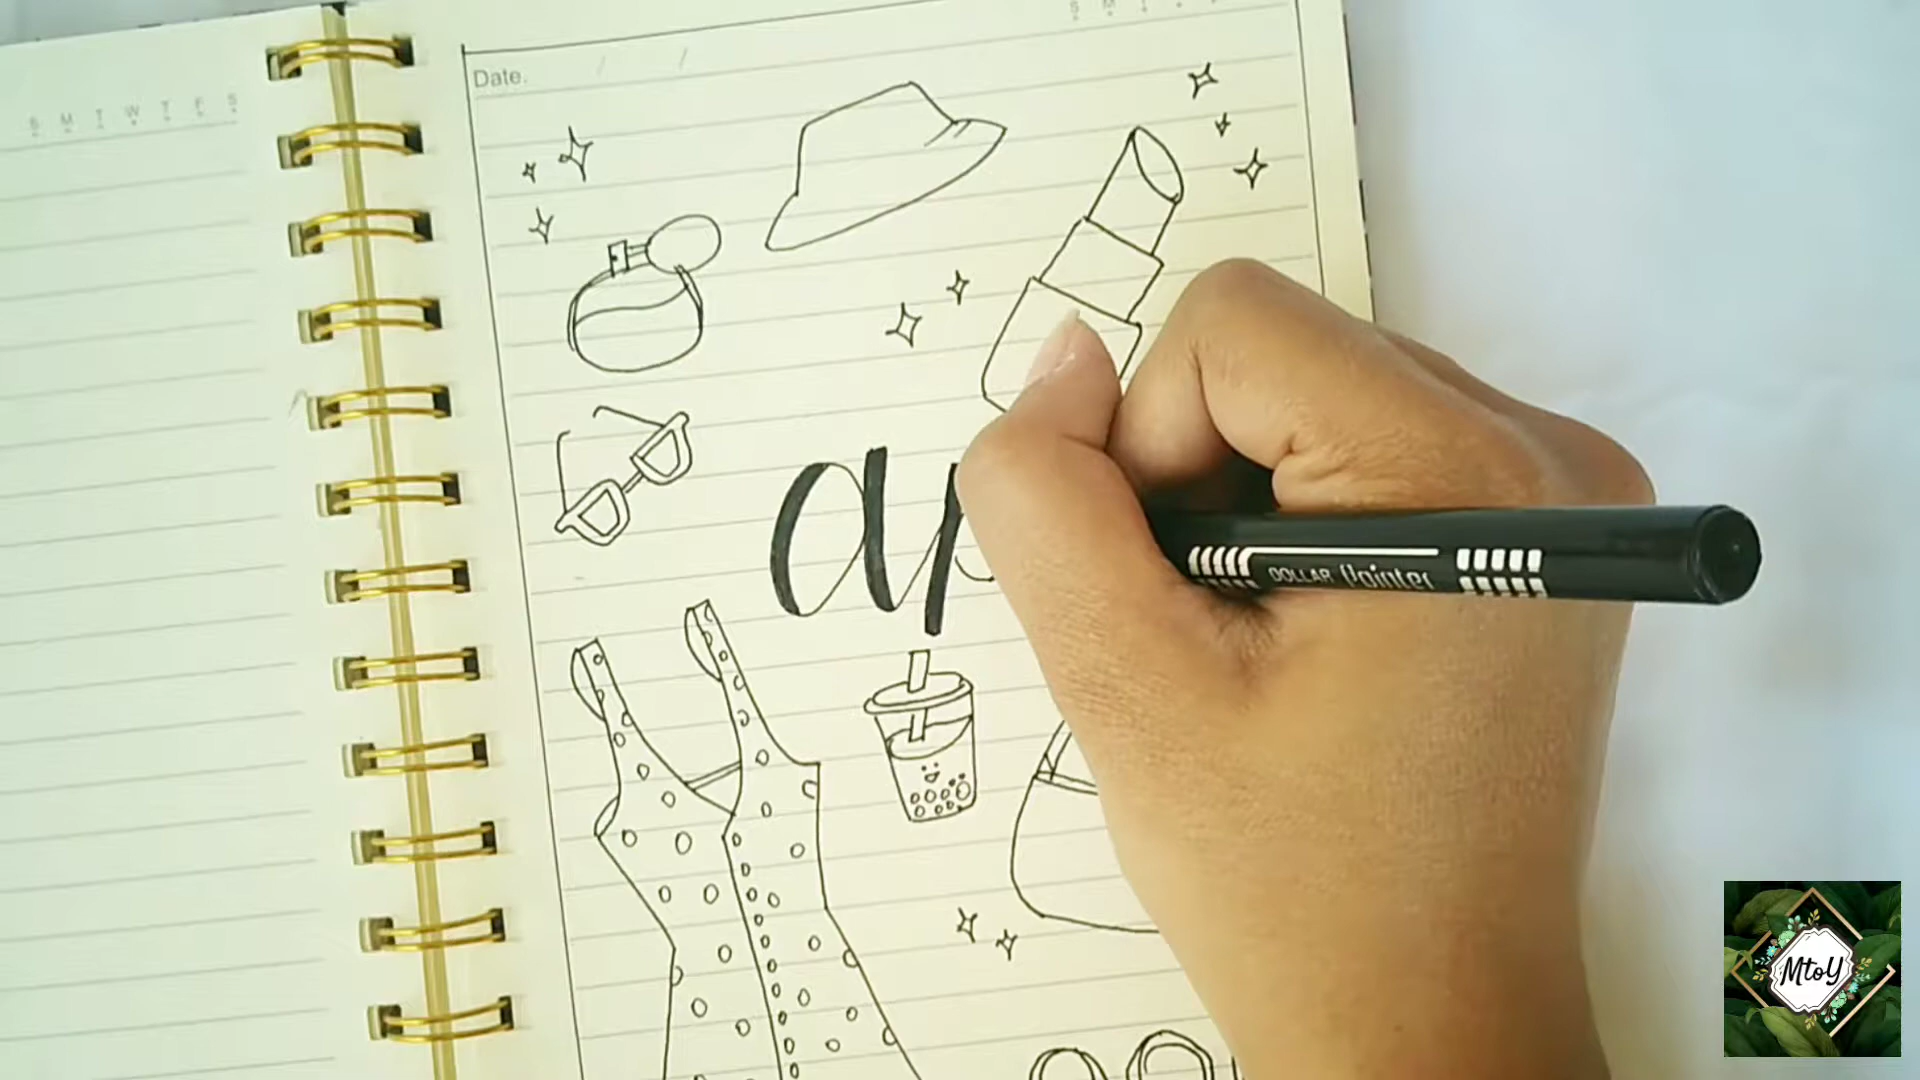 S M T W T F S
S M T
Date. / /
ap
DOLLAR Pointer
MtoY